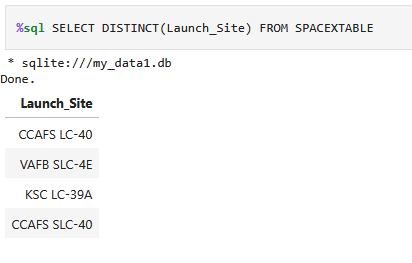 %sql SELECT DISTINCT(Launch_Site) FROM SPACEXTABLE
* sqlite:///my_data1.db
Done.
Launch_Site
CCAFS LC-40
VAFB SLC-4E
KSC LC-39A
CCAFS SLC-40